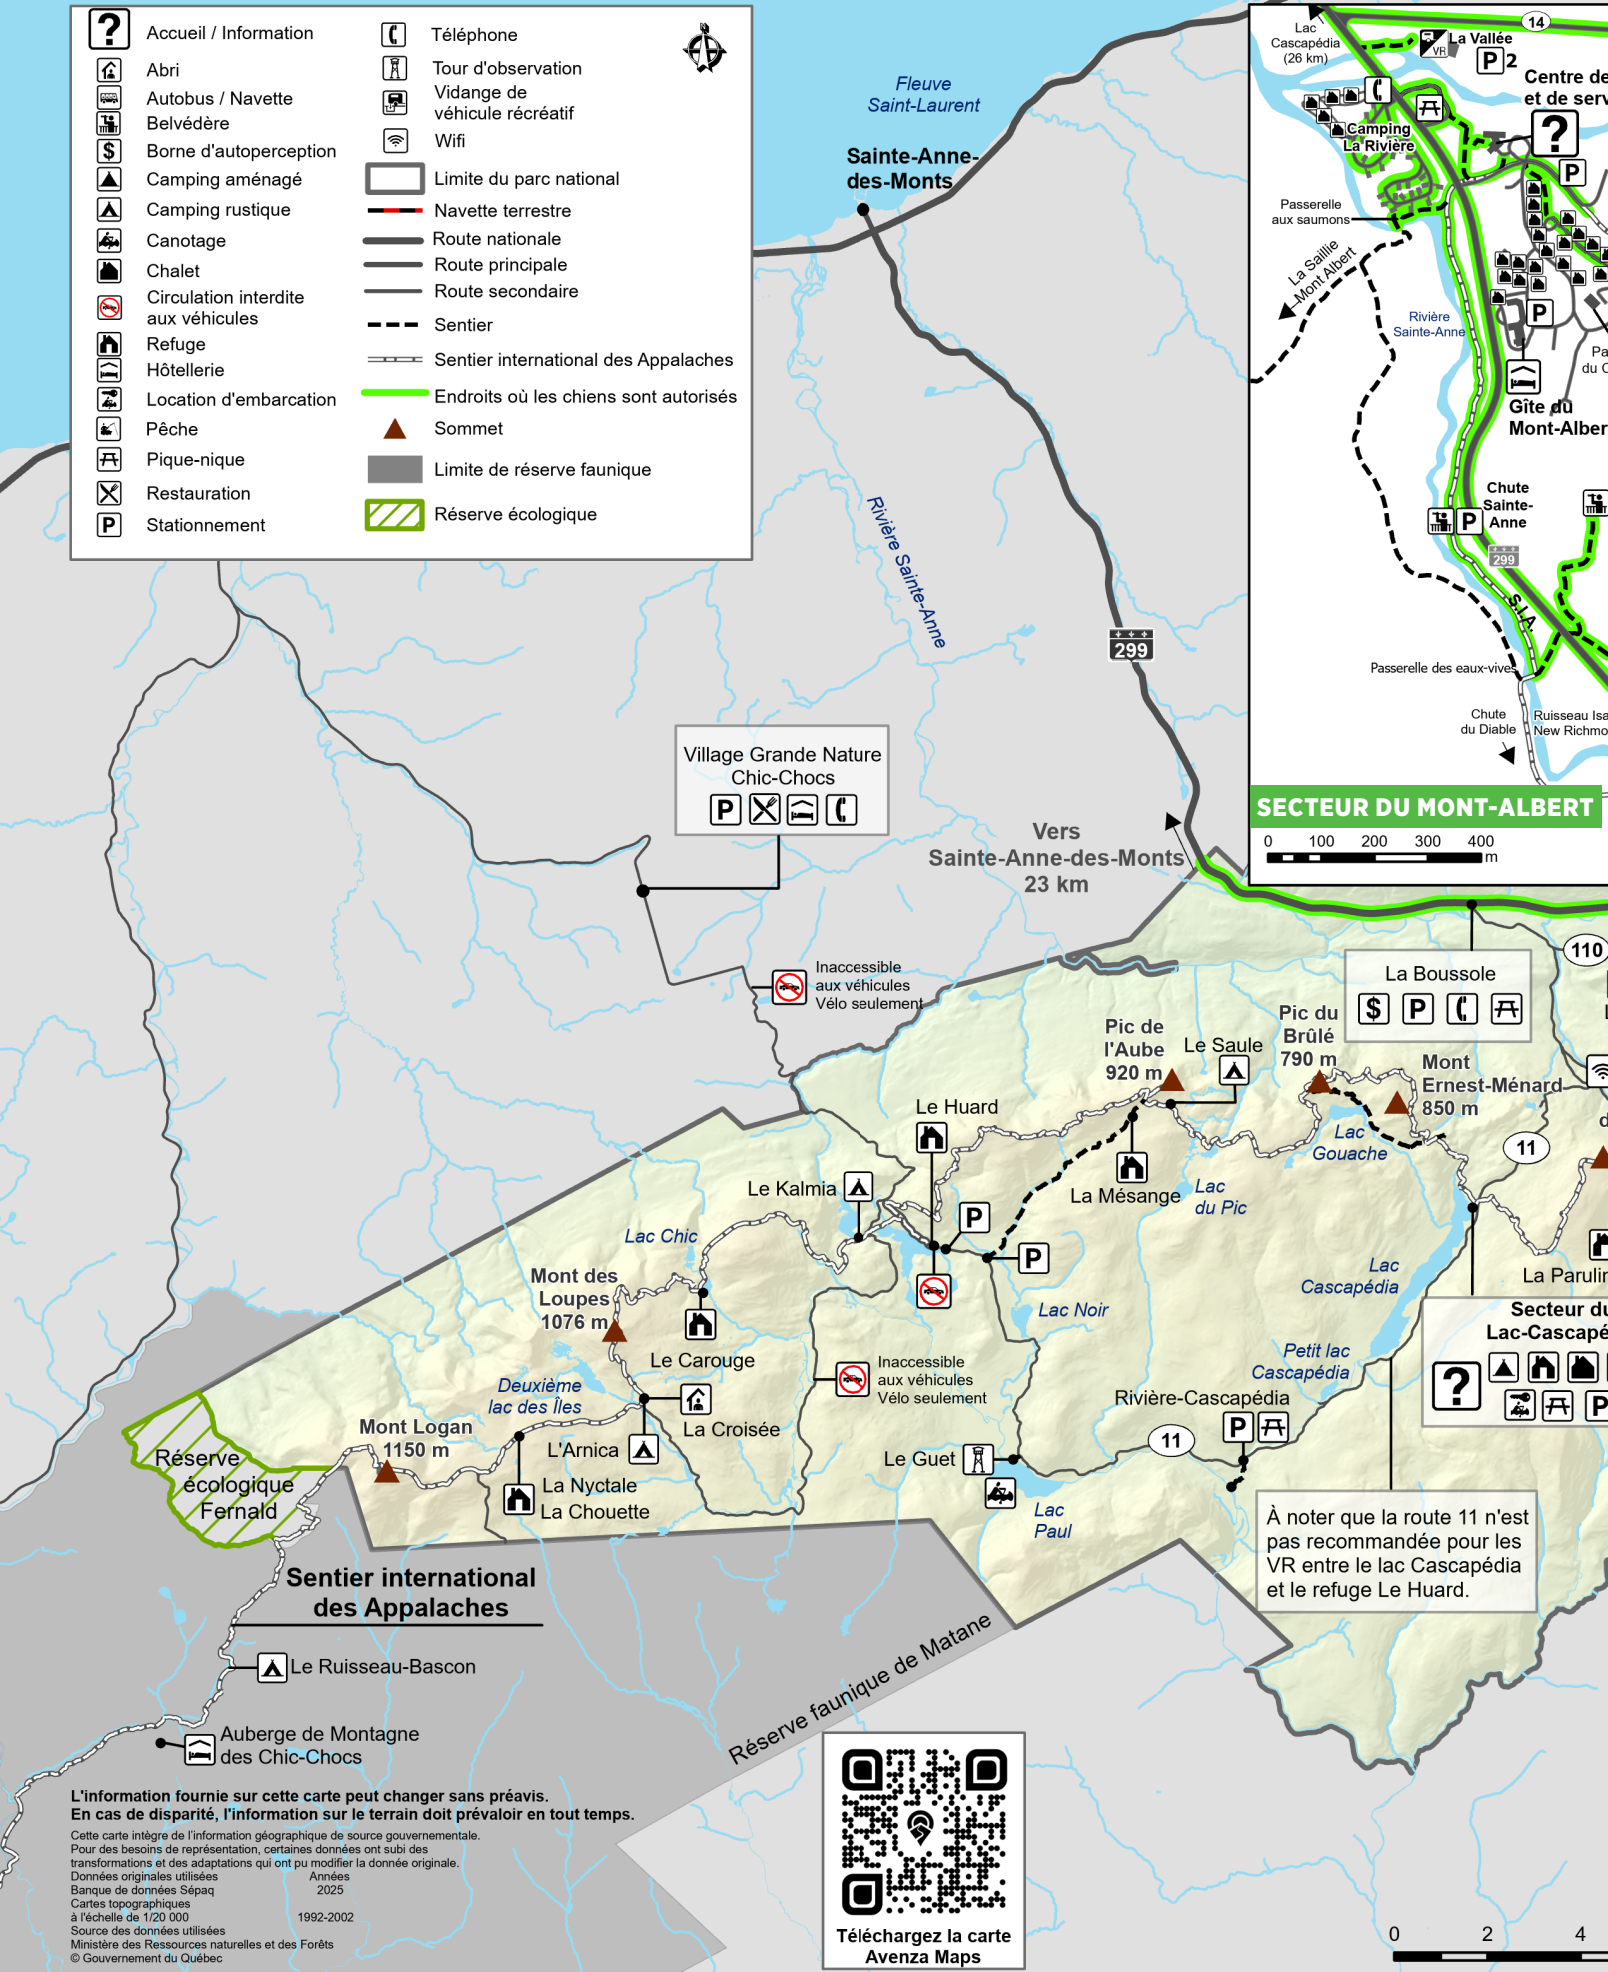 ?
Accueil / Information
Abri
Autobus / Navette
Belvédère
$
Borne d'autoperception
Camping aménagé
Camping rustique
Canotage
Chalet
Circulation interdite
aux véhicules
Refuge
Hôtellerie
Location d'embarcation
Pêche
Pique-nique
Restauration
P
Stationnement
Téléphone
Tour d'observation
Vidange de
véhicule récréatif
Wifi
Limite du parc national
Navette terrestre
Route nationale
Route principale
Route secondaire
Sentier
Sentier international des Appalaches
Endroits où les chiens sont autorisés
Sommet
Limite de réserve faunique
Réserve écologique
Fleuve
Saint-Laurent
Sainte-Anne-
des-Monts
Rivière Sainte-Anne
299
Lac
Cascapédia
(26 km)
14
VR
La Vallée
P 2
Centre de
et de serv
?
P
Camping
La Rivière
Passerelle
aux saumons
La Saillie
Mont Albert
Rivière
Sainte-Anne
P
Pa
du C
Gîte du
Mont-Alber
Chute
Sainte-
Anne
P
299
S.I.A.
Passerelle des eaux-vives
Chute
du Diable
Ruisseau Isa
New Richmo
SECTEUR DU MONT-ALBERT
0 100 200 300 400
m
Village Grande Nature
Chic-Chocs
P
Vers
Sainte-Anne-des-Monts
23 km
Inaccessible
aux véhicules
Vélo seulement
110
La Boussole
$ P
Pic de
l'Aube
920 m
Le Saule
Pic du
Brûlé
790 m
Mont
Ernest-Ménard
850 m
Lac
Gouache
11
d
Le Huard
Le Kalmia
La Mésange
Lac
du Pic
P
P
Lac Chic
Mont des
Loupes
1076 m
Le Carouge
Lac Noir
Lac
Cascapédia
La Parulin
Secteur du
Lac-Cascapé
?
P
Petit lac
Cascapédia
Rivière-Cascapédia
P
11
Inaccessible
aux véhicules
Vélo seulement
Deuxième
lac des Îles
La Croisée
L'Arnica
Mont Logan
1150 m
La Nyctale
La Chouette
Le Guet
Lac
Paul
Réserve
écologique
Fernald
À noter que la route 11 n'est
pas recommandée pour les
VR entre le lac Cascapédia
et le refuge Le Huard.
Sentier international
des Appalaches
Le Ruisseau-Bascon
Auberge de Montagne
des Chic-Chocs
Réserve faunique de Matane
L'information fournie sur cette carte peut changer sans préavis.
En cas de disparité, l'information sur le terrain doit prévaloir en tout temps.
Cette carte intègre de l'information géographique de source gouvernementale.
Pour des besoins de représentation, certaines données ont subi des
transformations et des adaptations qui ont pu modifier la donnée originale.
Données originales utilisées Années
Banque de données Sépaq 2025
Cartes topographiques
à l'échelle de 1/20 000 1992-2002
Source des données utilisées
Ministère des Ressources naturelles et des Forêts
© Gouvernement du Québec
Téléchargez la carte
Avenza Maps
0 2 4